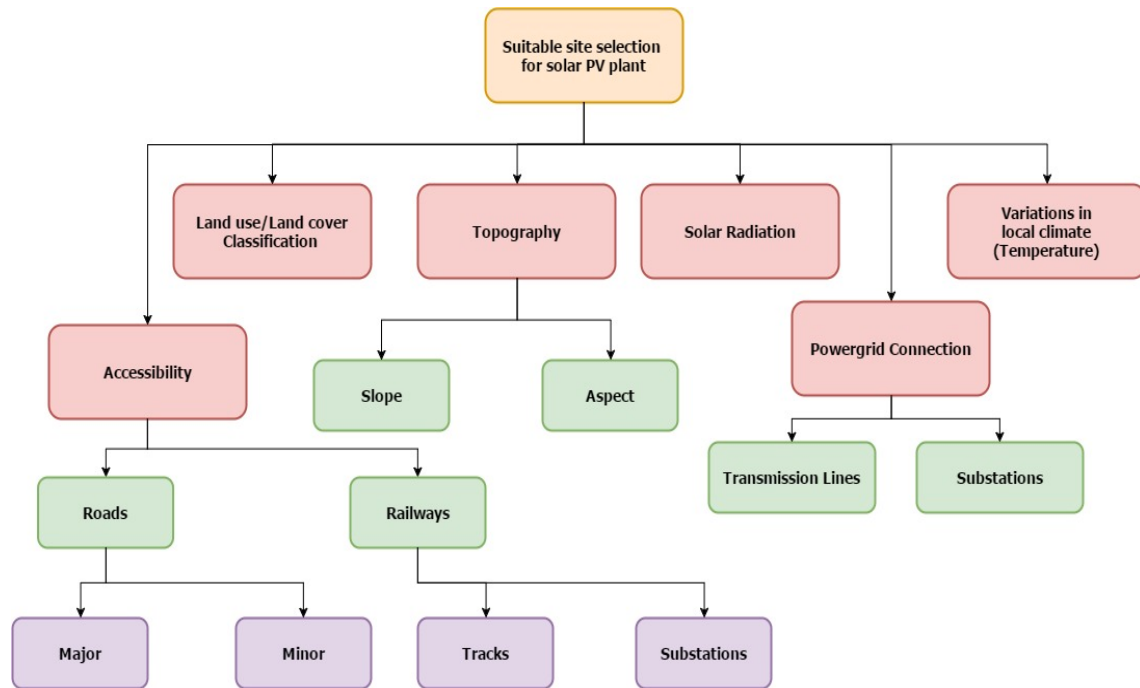 Suitable site selection
for solar PV plant
Land use/Land cover
Classification
Topography
Solar Radiation
Variations in
local climate
(Temperature)
Accessibility
Powergrid Connection
Slope
Aspect
Transmission Lines
Substations
Roads
Railways
Major
Minor
Tracks
Substations